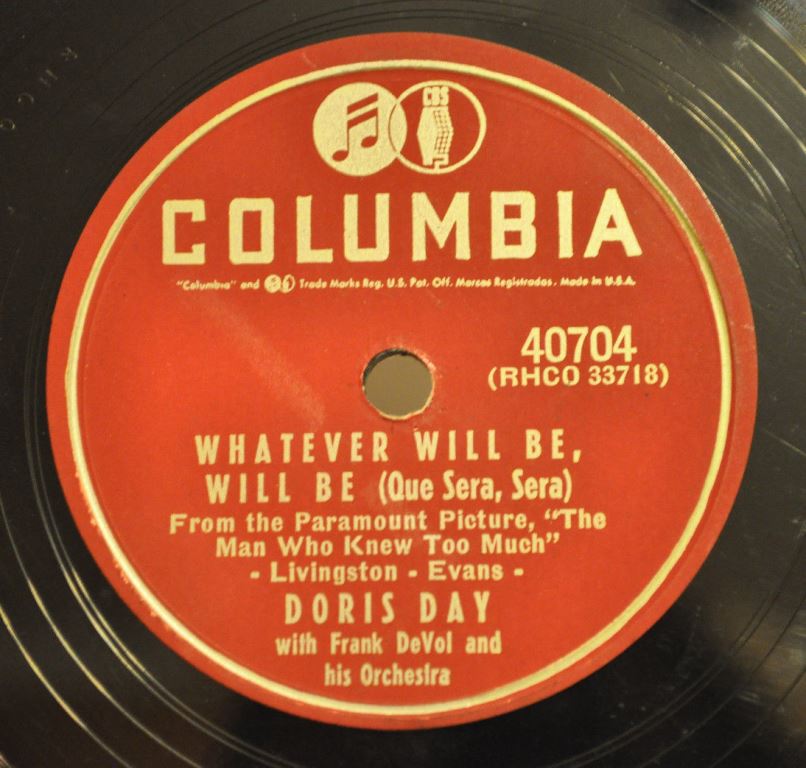 CBS
COLUMBIA
"Columbia" and Trade Marks Reg. U.S. Pat. Off. Marcas Registradas. Made in U.S.A.
40704
(RHCO 33718)
WHATEVER WILL BE,
WILL BE (Que Sera, Sera)
From the Paramount Picture, "The
Man Who Knew Too Much"
- Livingston - Evans -
DORIS DAY
with Frank DeVol and
his Orchestra
RHCO